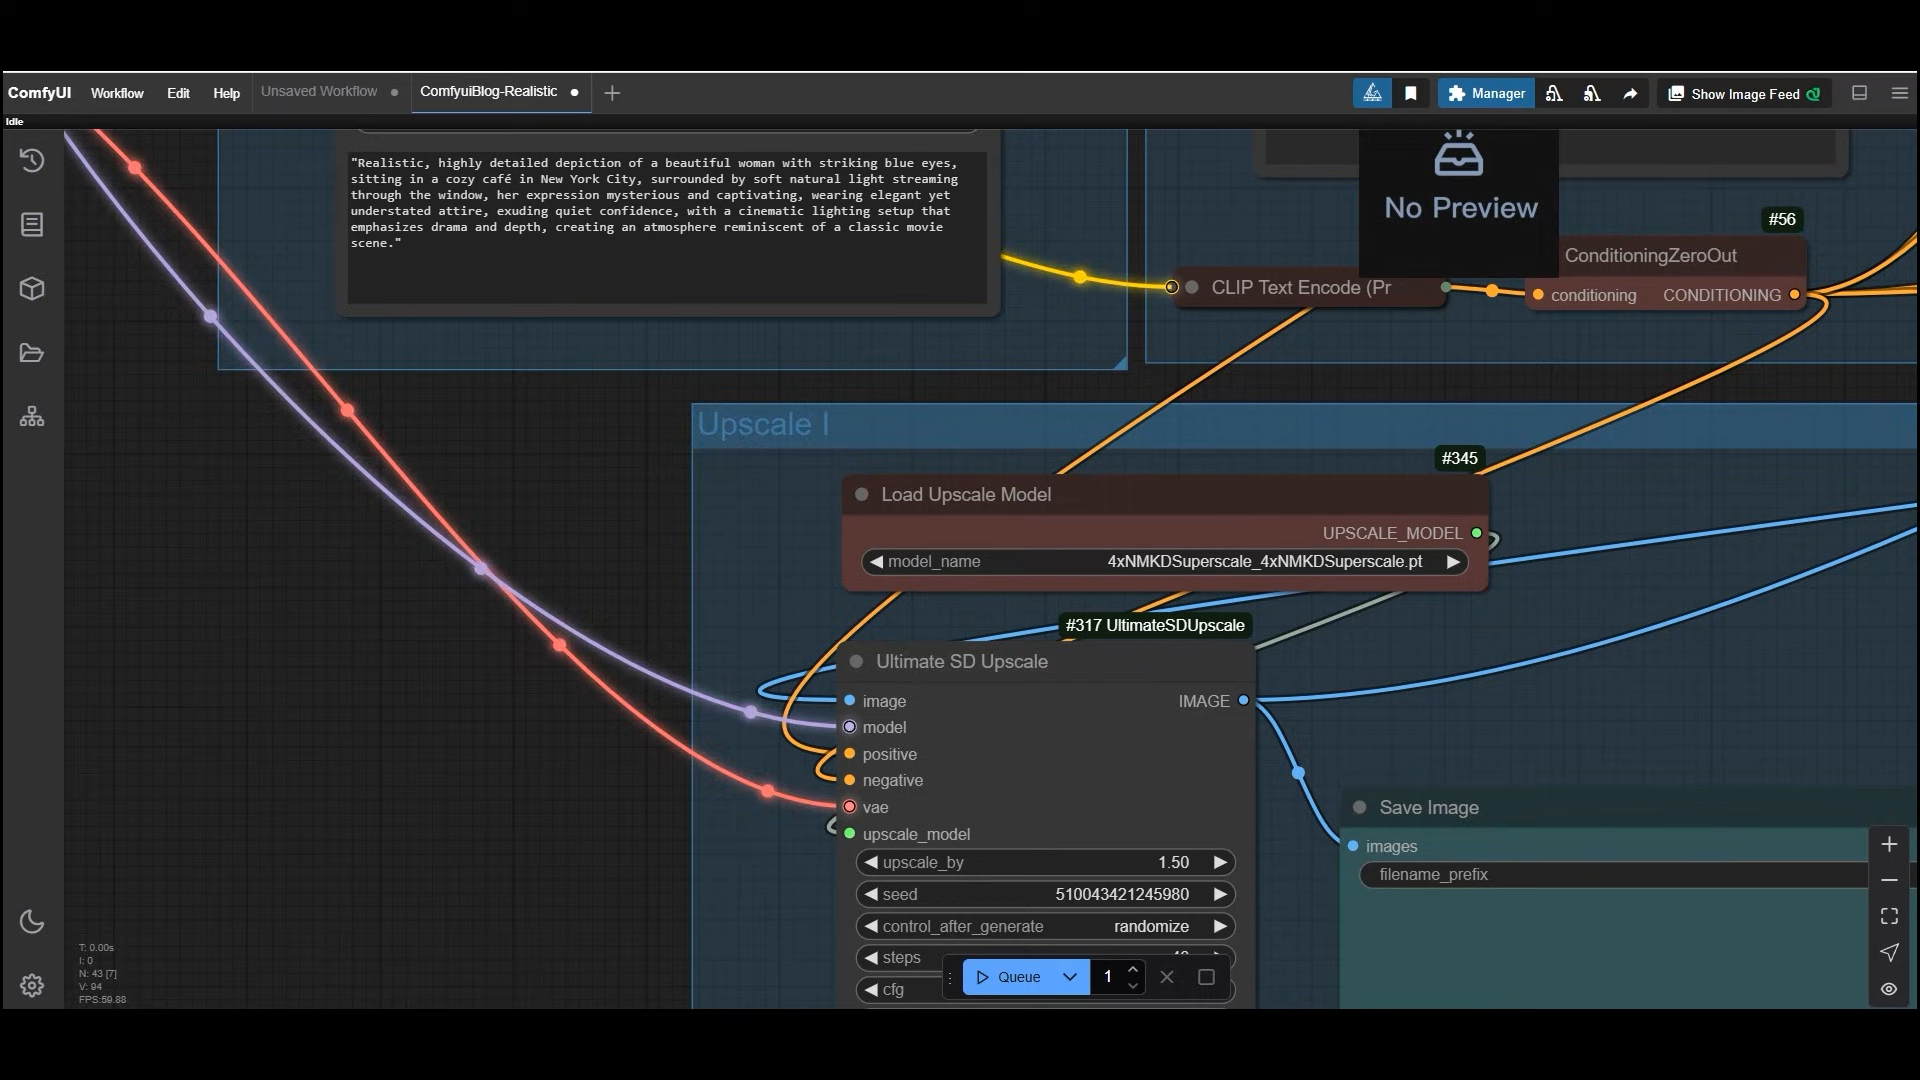 ComfyUI Workflow Edit Help Unsaved Workflow ComfyuiBlog-Realistic Manager Show Image Feed
Idle
"Realistic, highly detailed depiction of a beautiful woman with striking blue eyes,
sitting in a cozy café in New York City, surrounded by soft natural light streaming
through the window, her expression mysterious and captivating, wearing elegant yet
understated attire, exuding quiet confidence, with a cinematic lighting setup that
emphasizes drama and depth, creating an atmosphere reminiscent of a classic movie
scene."
No Preview
#56
ConditioningZeroOut
CLIP Text Encode (Pr
conditioning CONDITIONING
Upscale I
#345
Load Upscale Model
UPSCALE_MODEL
model_name 4xNMKDSuperscale_4xNMKDSuperscale.pt
#317 UltimateSDUpscale
Ultimate SD Upscale
image IMAGE
model
positive
negative
vae
upscale_model
upscale_by 1.50
seed 510043421245980
control_after_generate randomize
steps
cfg
Queue 1
Save Image
images
filename_prefix
T: 0.00s
I: 0
N: 43 [7]
V: 94
FPS:59.88